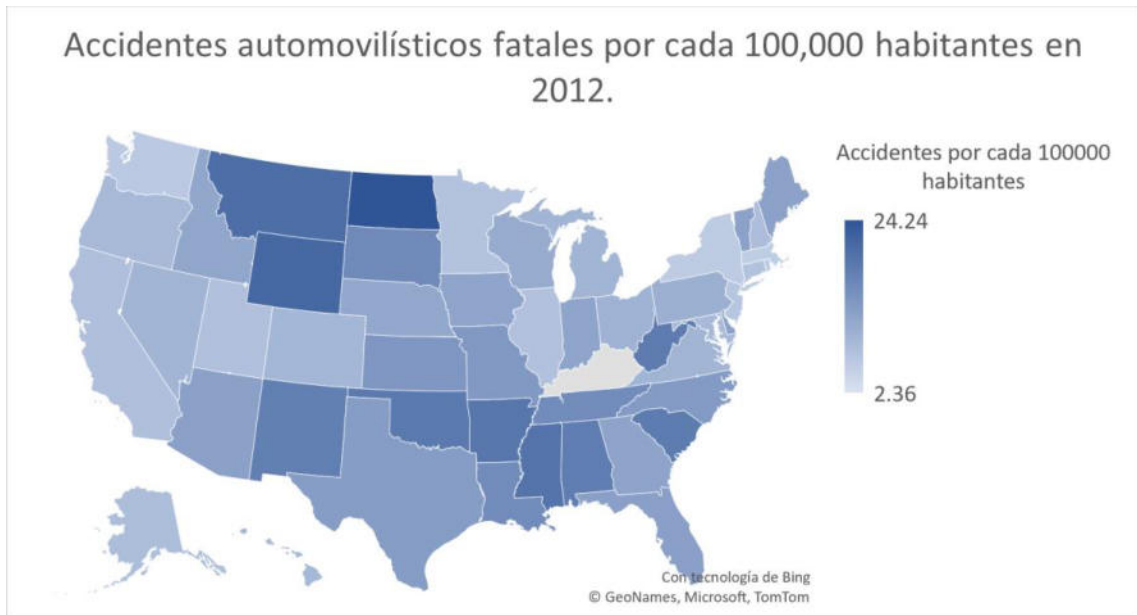 Accidentes automovilísticos fatales por cada 100,000 habitantes en
2012.
Accidentes por cada 100000
habitantes
24.24
2.36
Con tecnología de Bing
© GeoNames, Microsoft, TomTom